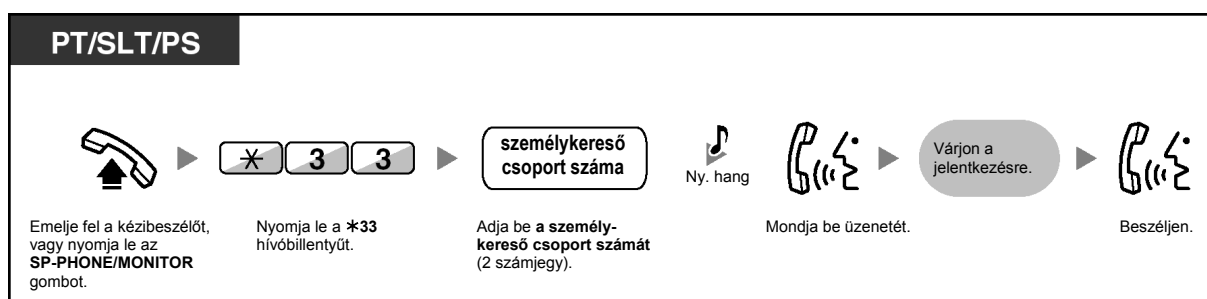 PT/SLT/PS
✳ 3 3
személykereső
csoport száma
Ny. hang
Várjon a
jelentkezésre.
Emelje fel a kézibeszélőt,
vagy nyomja le az
SP-PHONE/MONITOR
gombot.
Nyomja le a ✳33
hívóbillentyűt.
Adja be a személy-
kereső csoport számát
(2 számjegy).
Mondja be üzenetét.
Beszéljen.